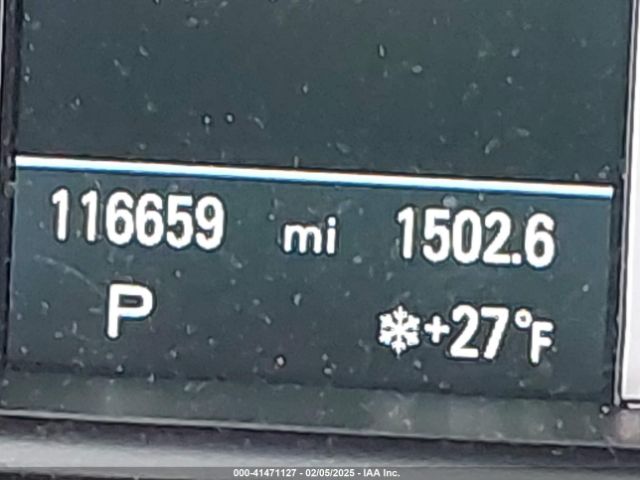 116659 mi 1502.6
P ❄+27°F
000-41471127 - 02/05/2025 - IAA Inc.